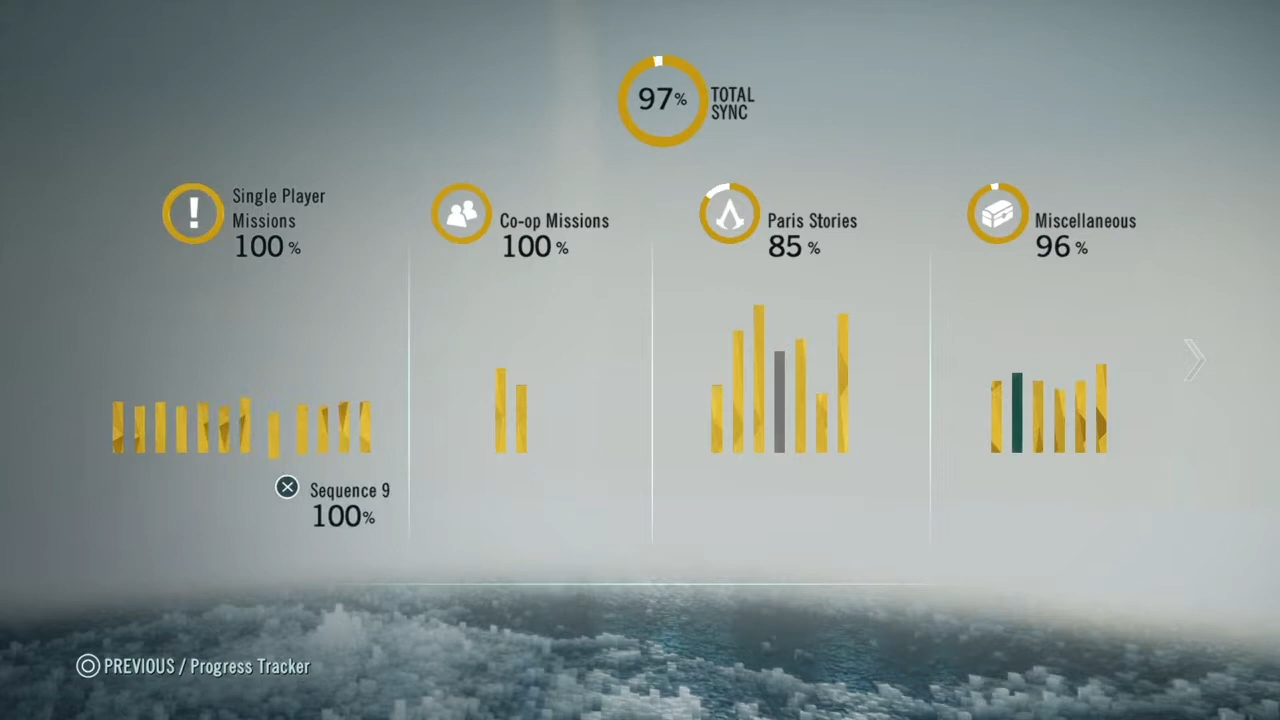 97%
TOTAL
SYNC
Single Player
Missions
100 %
Co-op Missions
100 %
Paris Stories
85 %
Miscellaneous
96 %
Sequence 9
100%
PREVIOUS / Progress Tracker